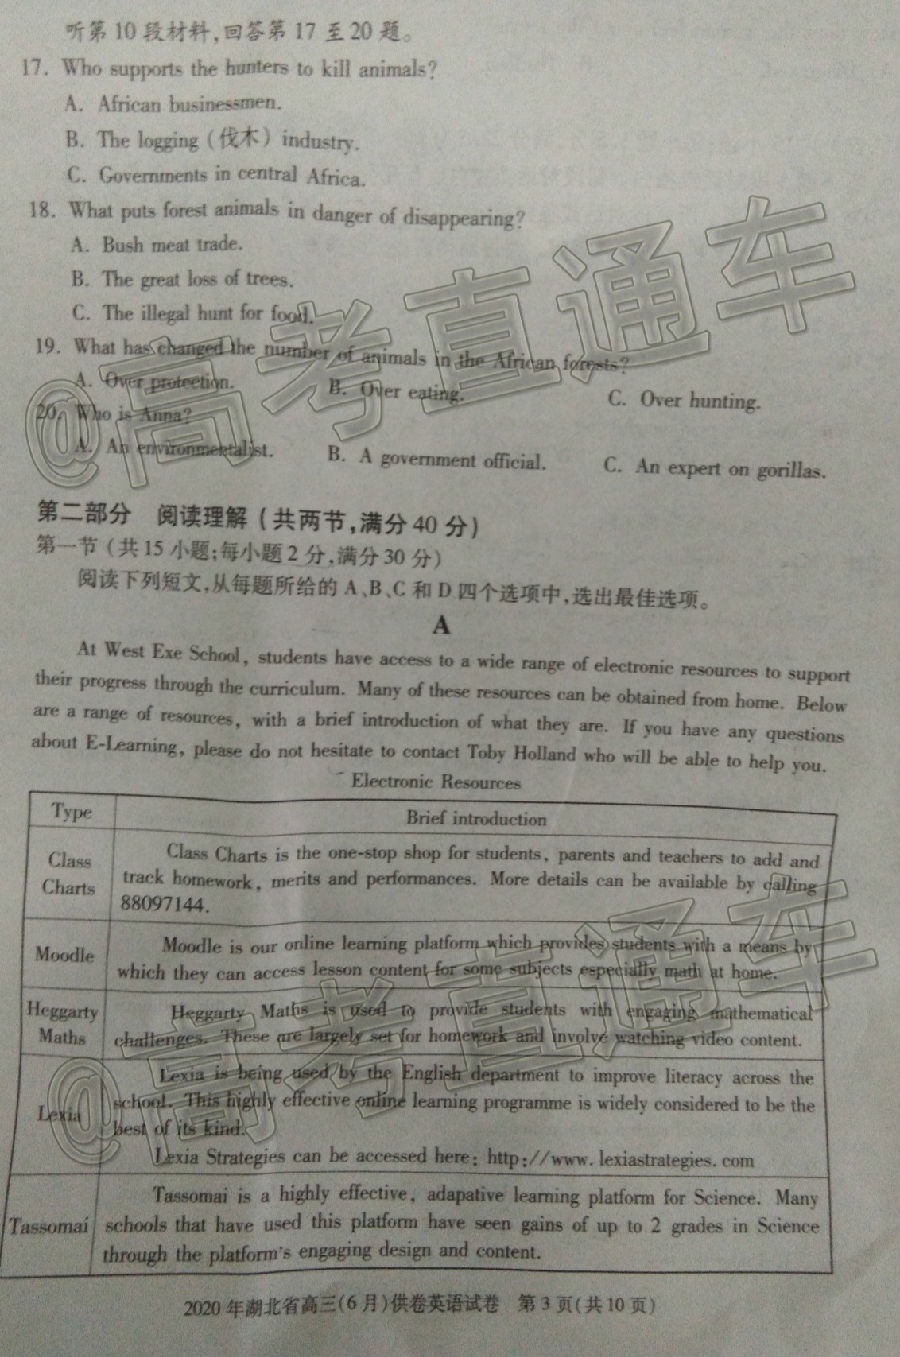 听第10段材料,回答第17至20题。
17. Who supports the hunters to kill animals?
A. African businessmen.
B. The logging (伐木) industry.
C. Governments in central Africa.
18. What puts forest animals in danger of disappearing?
A. Bush meat trade.
B. The great loss of trees.
C. The illegal hunt for food.
19. What has changed the number of animals in the African forests?
A. Over protection. B. Over eating. C. Over hunting.
20. Who is Anna?
A. An environmentalist. B. A government official. C. An expert on gorillas.
第二部分 阅读理解(共两节,满分40分)
第一节(共15小题;每小题2分,满分30分)
阅读下列短文,从每题所给的A、B、C和D四个选项中,选出最佳选项。
A
At West Exe School, students have access to a wide range of electronic resources to support
their progress through the curriculum. Many of these resources can be obtained from home. Below
are a range of resources, with a brief introduction of what they are. If you have any questions
about E-Learning, please do not hesitate to contact Toby Holland who will be able to help you.
Electronic Resources
Type Brief introduction
Class Charts
Class Charts is the one-stop shop for students, parents and teachers to add and
track homework, merits and performances. More details can be available by calling
88097144.
Moodle
Moodle is our online learning platform which provides students with a means by
which they can access lesson content for some subjects especially math at home.
Heggarty Maths
Heggarty Maths is used to provide students with engaging mathematical
challenges. These are largely set for homework and involve watching video content.
Lexia
Lexia is being used by the English department to improve literacy across the
school. This highly effective online learning programme is widely considered to be the
best of its kind.
Lexia Strategies can be accessed here: http://www.lexiastrategies.com
Tassomai
Tassomai is a highly effective, adapative learning platform for Science. Many
schools that have used this platform have seen gains of up to 2 grades in Science
through the platform's engaging design and content.
2020年湖北省高三(6月)供卷英语试卷 第3页(共10页)
@高考直通车
@高考直通车